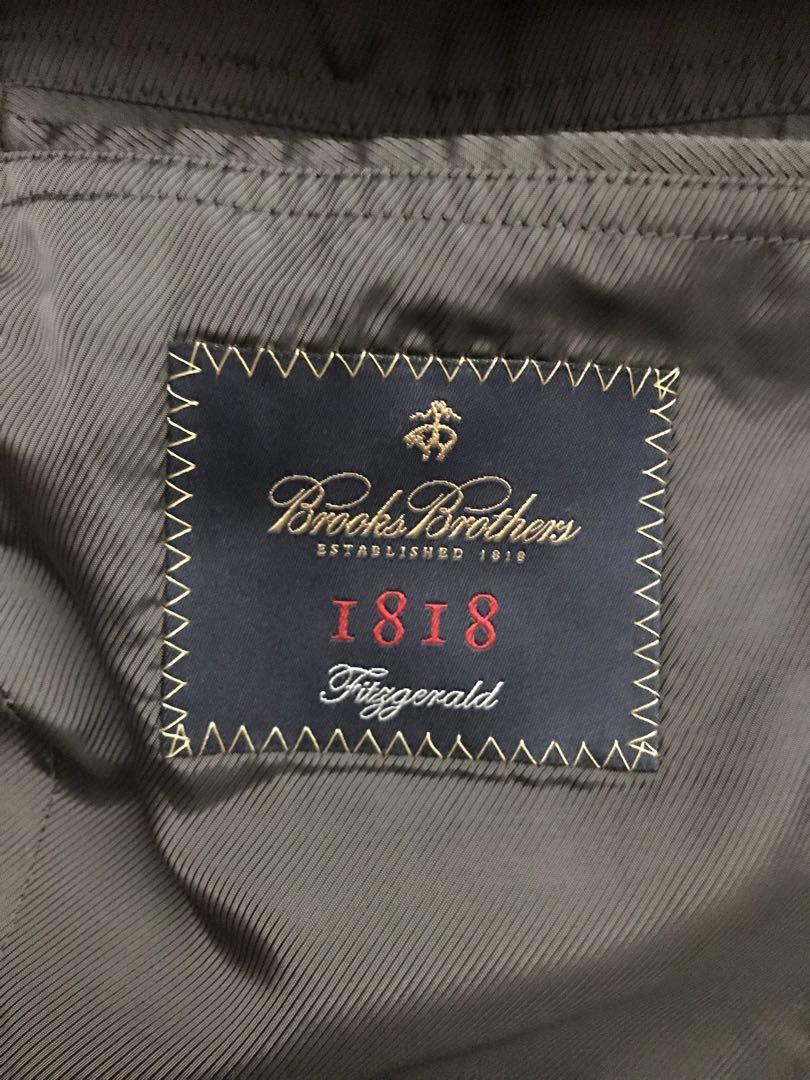 Brooks Brothers
ESTABLISHED 1818
1818
Fitzgerald